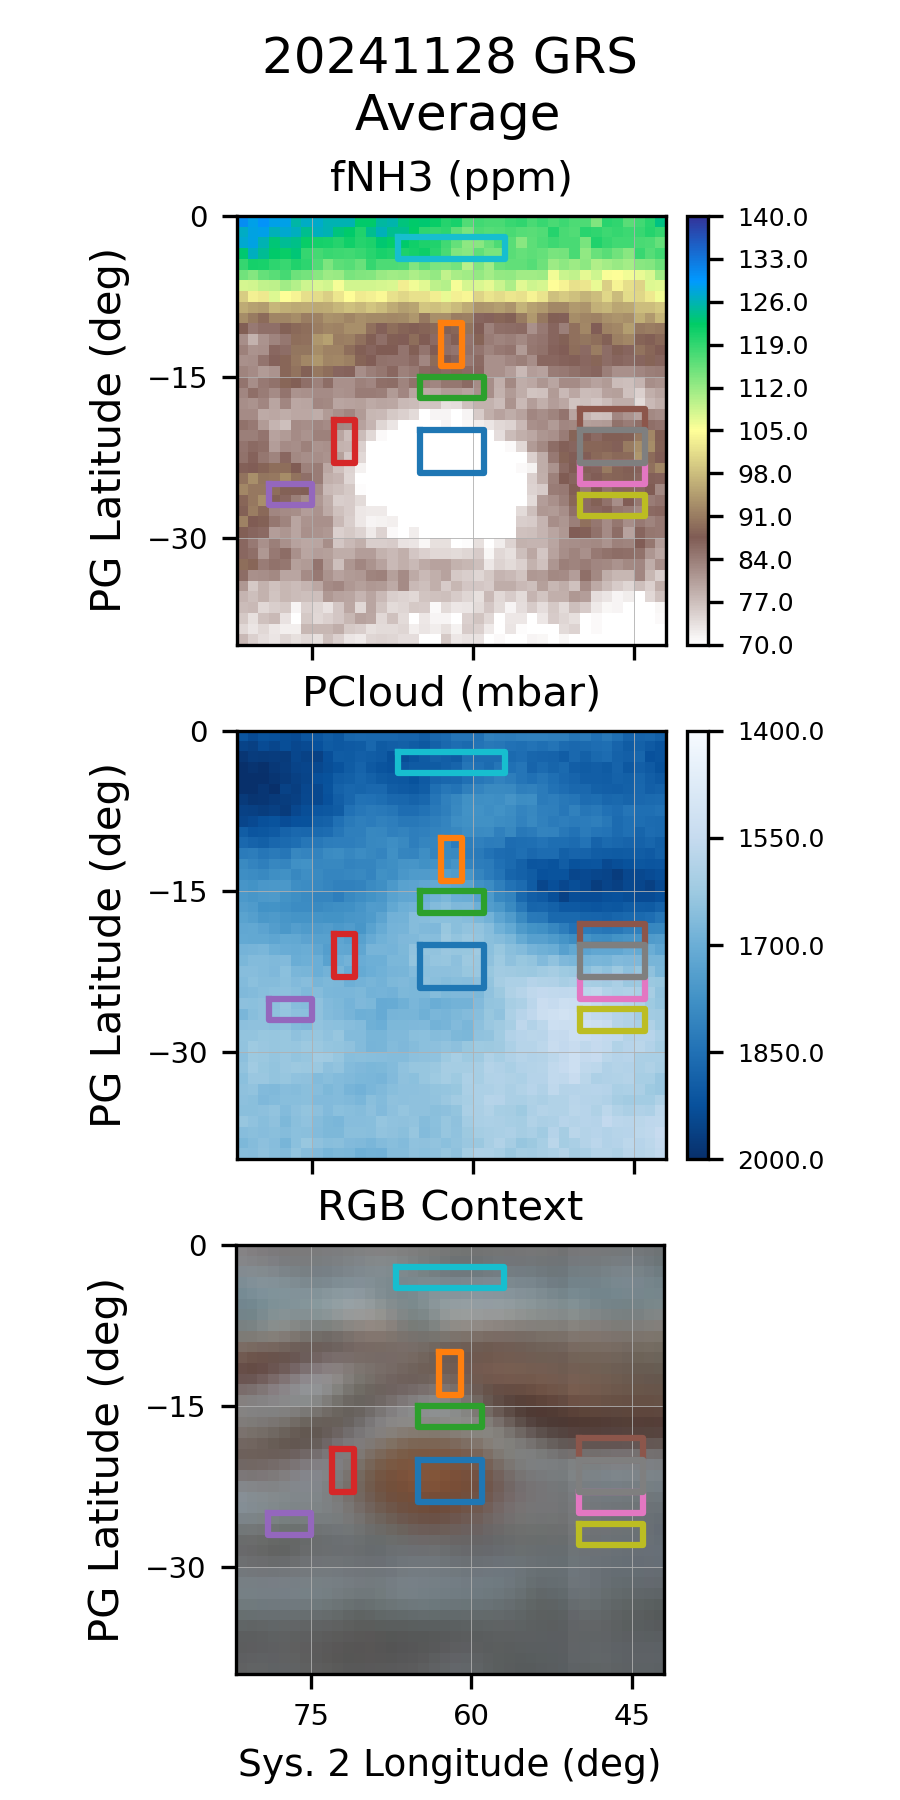 20241128 GRS
Average
fNH3 (ppm)
PG Latitude (deg)
0
−15
−30
140.0
133.0
126.0
119.0
112.0
105.0
98.0
91.0
84.0
77.0
70.0
PCloud (mbar)
PG Latitude (deg)
0
−15
−30
1400.0
1550.0
1700.0
1850.0
2000.0
RGB Context
PG Latitude (deg)
0
−15
−30
75 60 45
Sys. 2 Longitude (deg)